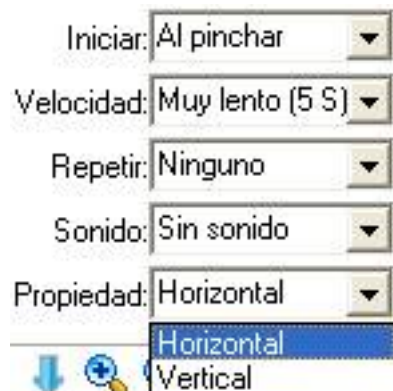 Iniciar: Al pinchar
Velocidad: Muy lento (5 S)
Repetir: Ninguno
Sonido: Sin sonido
Propiedad: Horizontal
Horizontal
Vertical